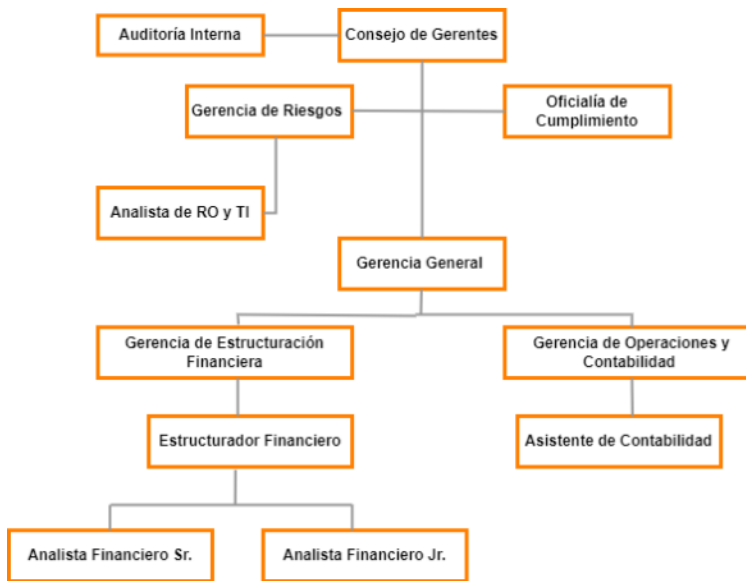 Auditoría Interna
Consejo de Gerentes
Gerencia de Riesgos
Oficialía de
Cumplimiento
Analista de RO y TI
Gerencia General
Gerencia de Estructuración
Financiera
Gerencia de Operaciones y
Contabilidad
Estructurador Financiero
Asistente de Contabilidad
Analista Financiero Sr.
Analista Financiero Jr.